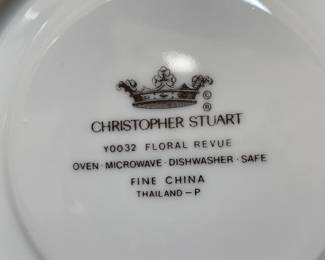 ©
®
CHRISTOPHER STUART
Y0032 FLORAL REVUE
OVEN · MICROWAVE · DISHWASHER · SAFE
FINE CHINA
THAILAND – P